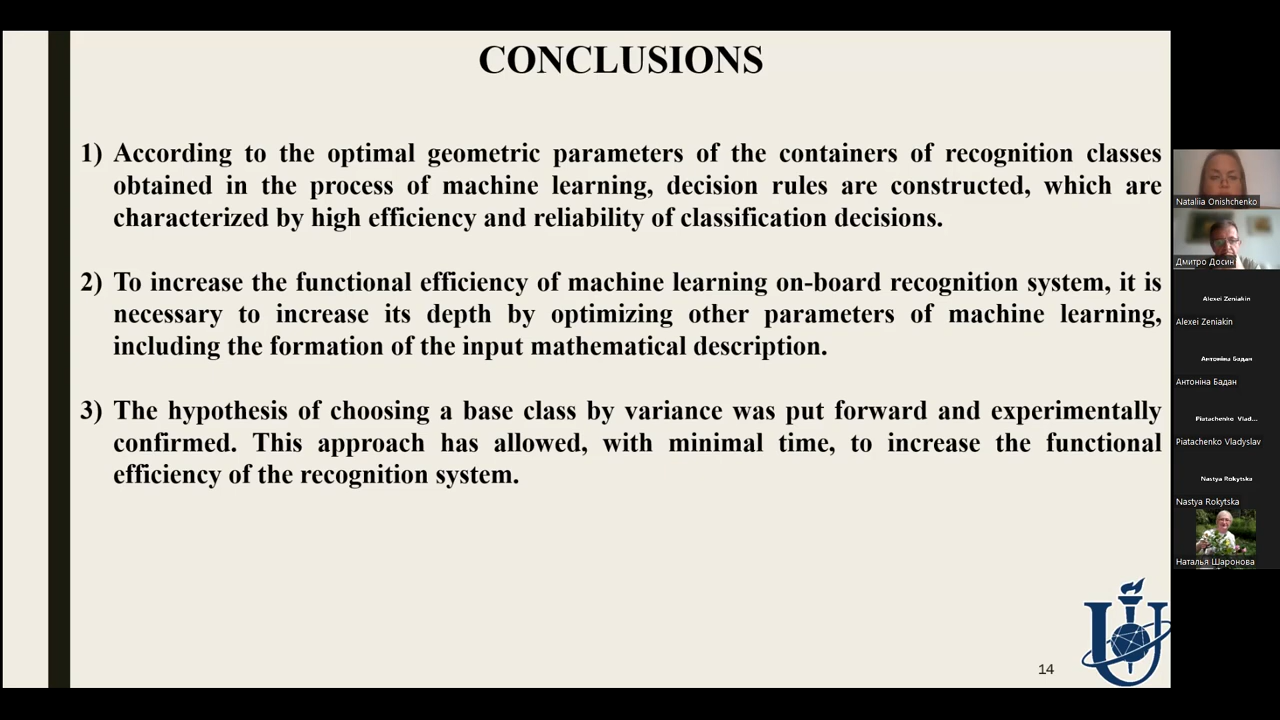 CONCLUSIONS
1) According to the optimal geometric parameters of the containers of recognition classes
obtained in the process of machine learning, decision rules are constructed, which are
characterized by high efficiency and reliability of classification decisions.
2) To increase the functional efficiency of machine learning on-board recognition system, it is
necessary to increase its depth by optimizing other parameters of machine learning,
including the formation of the input mathematical description.
3) The hypothesis of choosing a base class by variance was put forward and experimentally
confirmed. This approach has allowed, with minimal time, to increase the functional
efficiency of the recognition system.
14
Nataliia Onishchenko
Дмитро Досин
Alexei Zeniakin
Alexei Zeniakin
Антоніна Бадан
Антоніна Бадан
Piatachenko Vlad...
Piatachenko Vladyslav
Nastya Rokytska
Nastya Rokytska
Наталья Шаронова